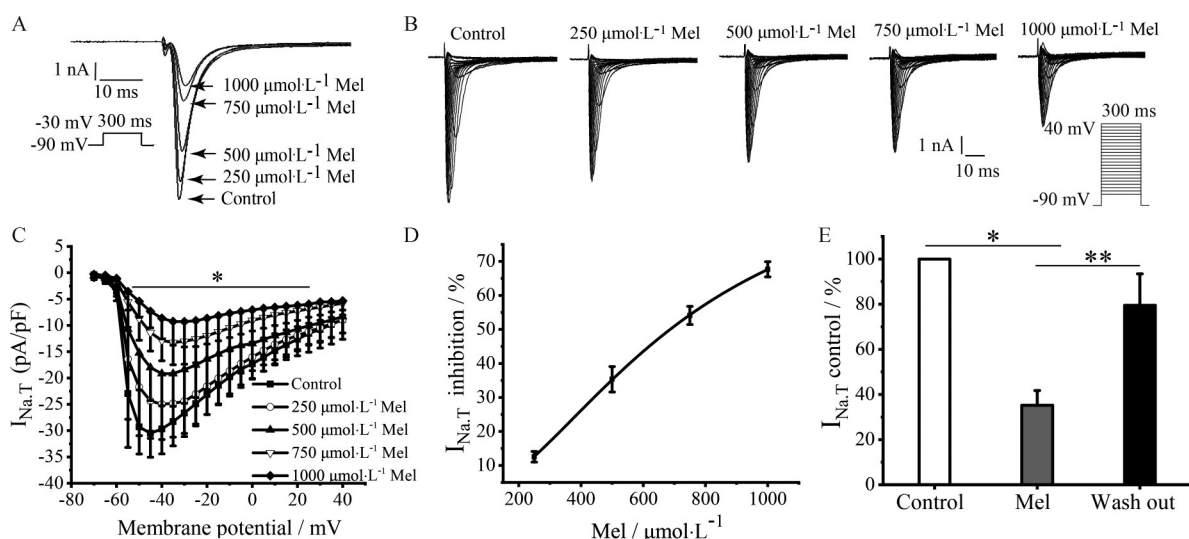 A
1 nA
10 ms
-30 mV 300 ms
-90 mV
1000 μmol·L-1 Mel
750 μmol·L-1 Mel
500 μmol·L-1 Mel
250 μmol·L-1 Mel
Control
B
Control
250 μmol·L-1 Mel
500 μmol·L-1 Mel
750 μmol·L-1 Mel
1000 μmol·L-1 Mel
1 nA
10 ms
300 ms
40 mV
-90 mV
C
INa.T (pA/pF)
5
0
-5
-10
-15
-20
-25
-30
-35
-40
*
Control
250 μmol·L-1 Mel
500 μmol·L-1 Mel
750 μmol·L-1 Mel
1000 μmol·L-1 Mel
-80 -60 -40 -20 0 20 40
Membrane potential / mV
D
INa.T inhibition / %
70
60
50
40
30
20
10
200 400 600 800 1000
Mel / μmol·L-1
E
INa.T control / %
100
80
60
40
20
0
*
**
Control Mel Wash out